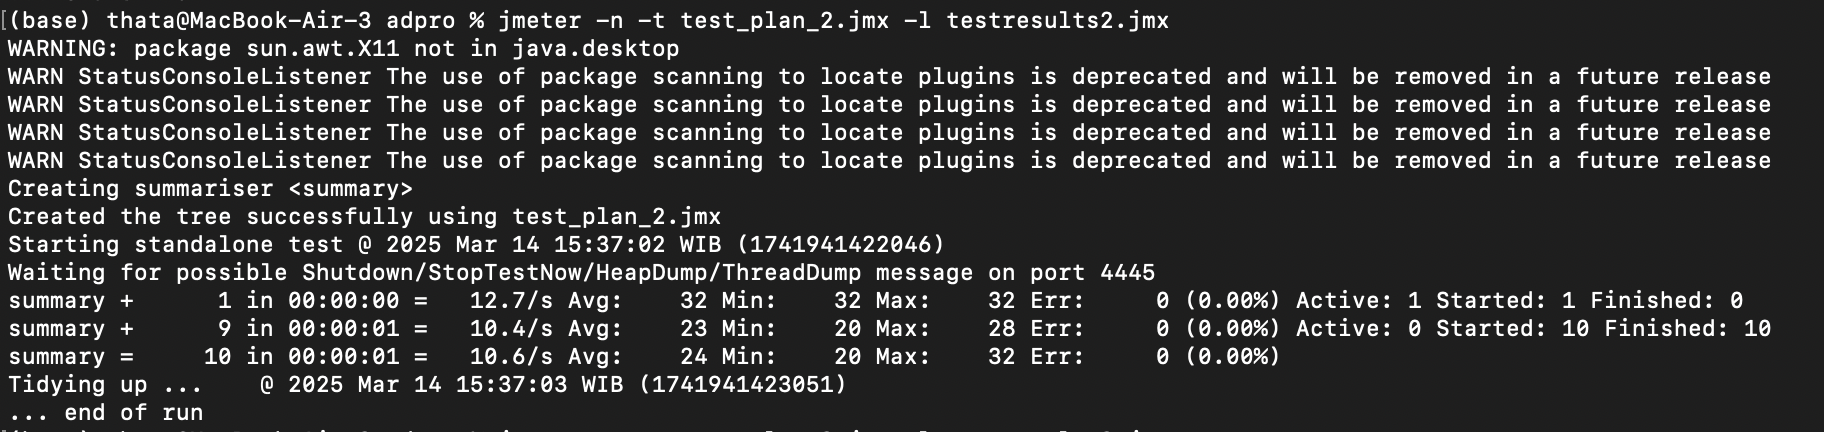 [(base) thata@MacBook-Air-3 adpro % jmeter -n -t test_plan_2.jmx -l testresults2.jmx
WARNING: package sun.awt.X11 not in java.desktop
WARN StatusConsoleListener The use of package scanning to locate plugins is deprecated and will be removed in a future release
WARN StatusConsoleListener The use of package scanning to locate plugins is deprecated and will be removed in a future release
WARN StatusConsoleListener The use of package scanning to locate plugins is deprecated and will be removed in a future release
WARN StatusConsoleListener The use of package scanning to locate plugins is deprecated and will be removed in a future release
Creating summariser <summary>
Created the tree successfully using test_plan_2.jmx
Starting standalone test @ 2025 Mar 14 15:37:02 WIB (1741941422046)
Waiting for possible Shutdown/StopTestNow/HeapDump/ThreadDump message on port 4445
summary +      1 in 00:00:00 =   12.7/s Avg:    32 Min:    32 Max:    32 Err:     0 (0.00%) Active: 1 Started: 1 Finished: 0
summary +      9 in 00:00:01 =   10.4/s Avg:    23 Min:    20 Max:    28 Err:     0 (0.00%) Active: 0 Started: 10 Finished: 10
summary =     10 in 00:00:01 =   10.6/s Avg:    24 Min:    20 Max:    32 Err:     0 (0.00%)
Tidying up ...    @ 2025 Mar 14 15:37:03 WIB (1741941423051)
... end of run